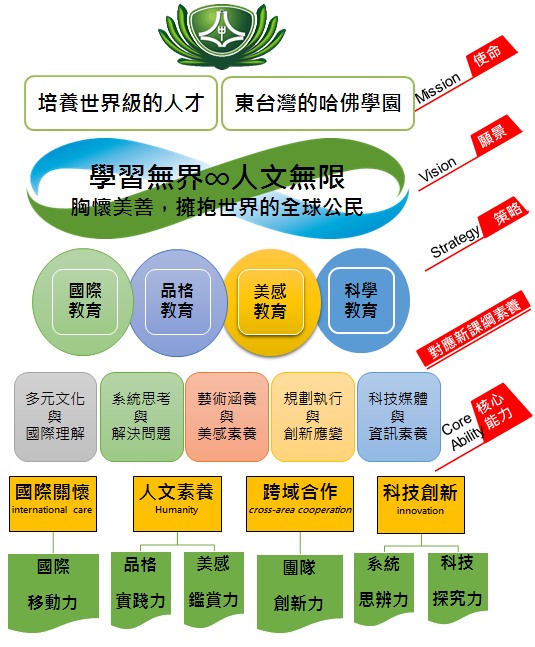 培養世界級的人才
東台灣的哈佛學園
使命
Mission
學習無界∞人文無限
胸懷美善，擁抱世界的全球公民
願景
Vision
國際
教育
品格
教育
美感
教育
科學
教育
策略
Strategy
對應新課綱素養
多元文化
與
國際理解
系統思考
與
解決問題
藝術涵養
與
美感素養
規劃執行
與
創新應變
科技媒體
與
資訊素養
核心
能力
Core
Ability
國際關懷
international care
人文素養
Humanity
跨域合作
cross-area cooperation
科技創新
innovation
國際
移動力
品格
實踐力
美感
鑑賞力
團隊
創新力
系統
思辨力
科技
探究力